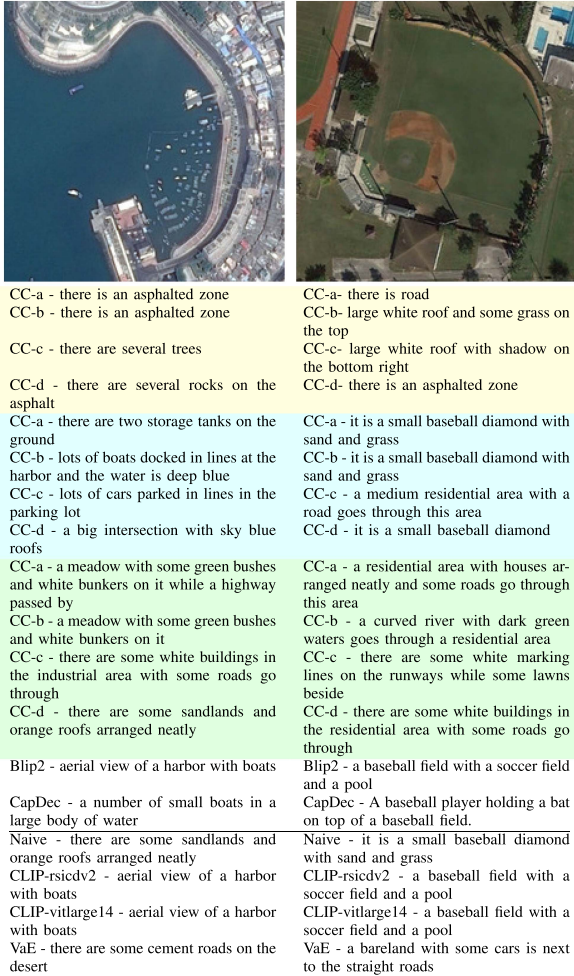 CC-a - there is an asphalted zone
CC-b - there is an asphalted zone
CC-c - there are several trees
CC-d - there are several rocks on the
asphalt
CC-a - there are two storage tanks on the
ground
CC-b - lots of boats docked in lines at the
harbor and the water is deep blue
CC-c - lots of cars parked in lines in the
parking lot
CC-d - a big intersection with sky blue
roofs
CC-a - a meadow with some green bushes
and white bunkers on it while a highway
passed by
CC-b - a meadow with some green bushes
and white bunkers on it
CC-c - there are some white buildings in
the industrial area with some roads go
through
CC-d - there are some sandlands and
orange roofs arranged neatly
Blip2 - aerial view of a harbor with boats
CapDec - a number of small boats in a
large body of water
Naive - there are some sandlands and
orange roofs arranged neatly
CLIP-rsicdv2 - aerial view of a harbor
with boats
CLIP-vitlarge14 - aerial view of a harbor
with boats
VaE - there are some cement roads on the
desert
CC-a- there is road
CC-b- large white roof and some grass on
the top
CC-c- large white roof with shadow on
the bottom right
CC-d- there is an asphalted zone
CC-a - it is a small baseball diamond with
sand and grass
CC-b - it is a small baseball diamond with
sand and grass
CC-c - a medium residential area with a
road goes through this area
CC-d - it is a small baseball diamond
CC-a - a residential area with houses ar-
ranged neatly and some roads go through
this area
CC-b - a curved river with dark green
waters goes through a residential area
CC-c - there are some white marking
lines on the runways while some lawns
beside
CC-d - there are some white buildings in
the residential area with some roads go
through
Blip2 - a baseball field with a soccer field
and a pool
CapDec - A baseball player holding a bat
on top of a baseball field.
Naive - it is a small baseball diamond
with sand and grass
CLIP-rsicdv2 - a baseball field with a
soccer field and a pool
CLIP-vitlarge14 - a baseball field with a
soccer field and a pool
VaE - a bareland with some cars is next
to the straight roads